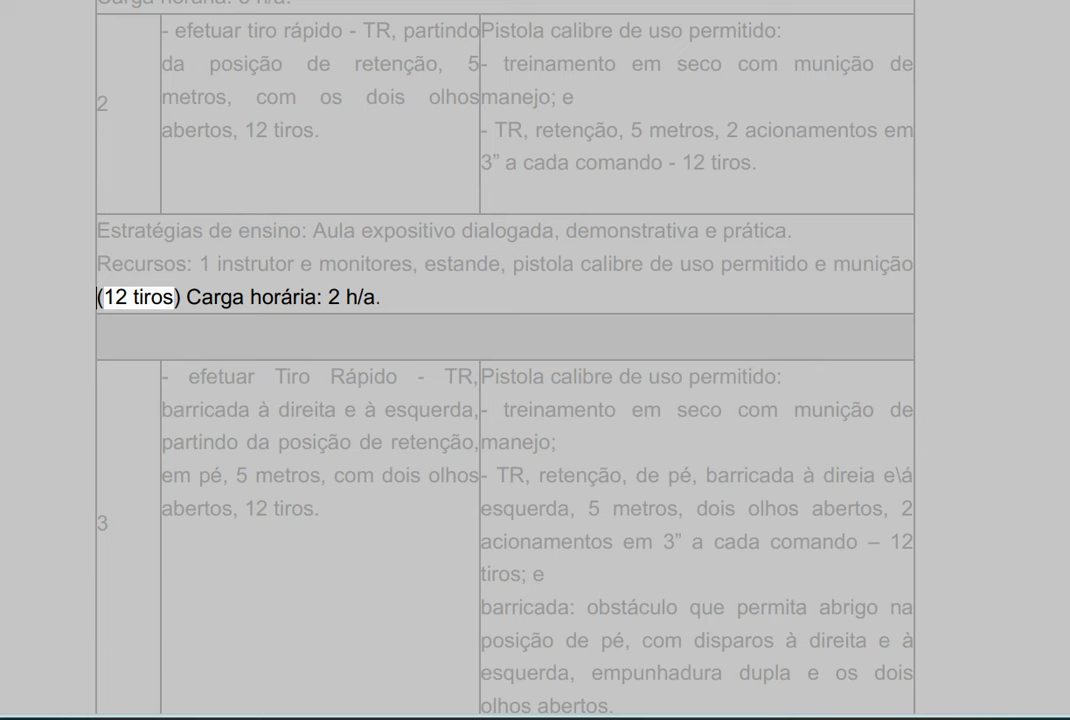 - efetuar tiro rápido - TR, partindo
da posição de retenção, 5
metros, com os dois olhos
abertos, 12 tiros.
2
Pistola calibre de uso permitido:
- treinamento em seco com munição de
manejo; e
- TR, retenção, 5 metros, 2 acionamentos em
3” a cada comando - 12 tiros.
Estratégias de ensino: Aula expositivo dialogada, demonstrativa e prática.
Recursos: 1 instrutor e monitores, estande, pistola calibre de uso permitido e munição
(12 tiros) Carga horária: 2 h/a.
3
- efetuar Tiro Rápido - TR,
barricada à direita e à esquerda,
partindo da posição de retenção,
em pé, 5 metros, com dois olhos
abertos, 12 tiros.
Pistola calibre de uso permitido:
- treinamento em seco com munição de
manejo;
- TR, retenção, de pé, barricada à direia e\á
esquerda, 5 metros, dois olhos abertos, 2
acionamentos em 3” a cada comando – 12
tiros; e
barricada: obstáculo que permita abrigo na
posição de pé, com disparos à direita e à
esquerda, empunhadura dupla e os dois
olhos abertos.